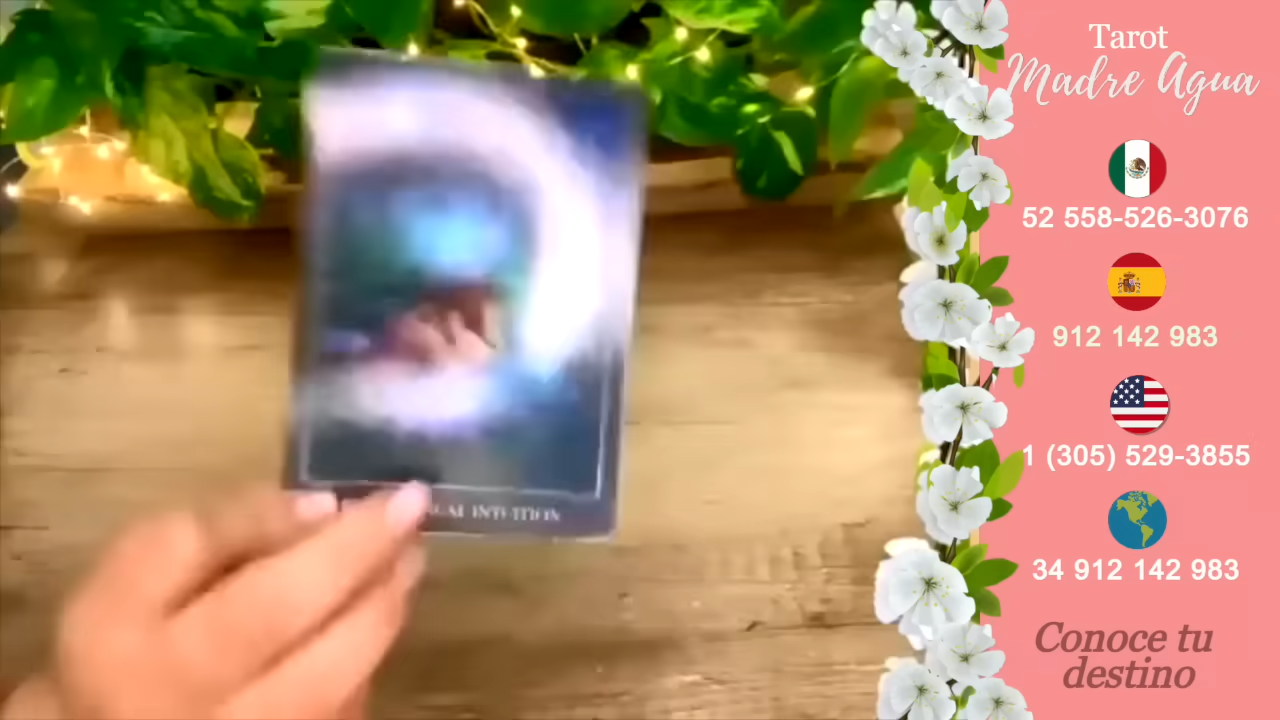 INTUITION
Tarot
Madre Agua
52 558-526-3076
912 142 983
1 (305) 529-3855
34 912 142 983
Conoce tu
destino